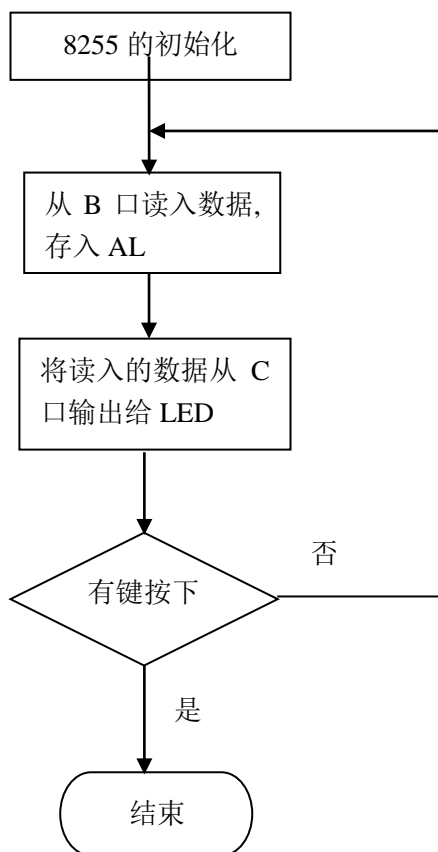 8255 的初始化
从 B 口读入数据,
存入 AL
将读入的数据从 C
口输出给 LED
有键按下
否
是
结束